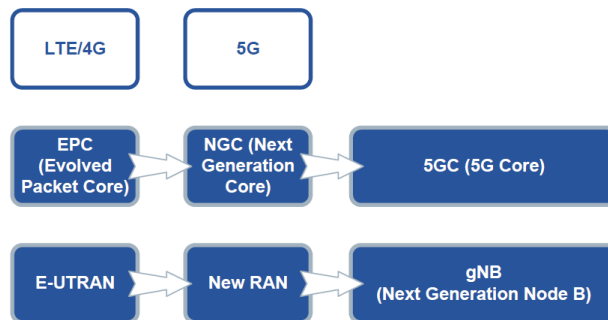 LTE/4G
5G
EPC
(Evolved
Packet Core)
NGC (Next
Generation
Core)
5GC (5G Core)
E-UTRAN
New RAN
gNB
(Next Generation Node B)